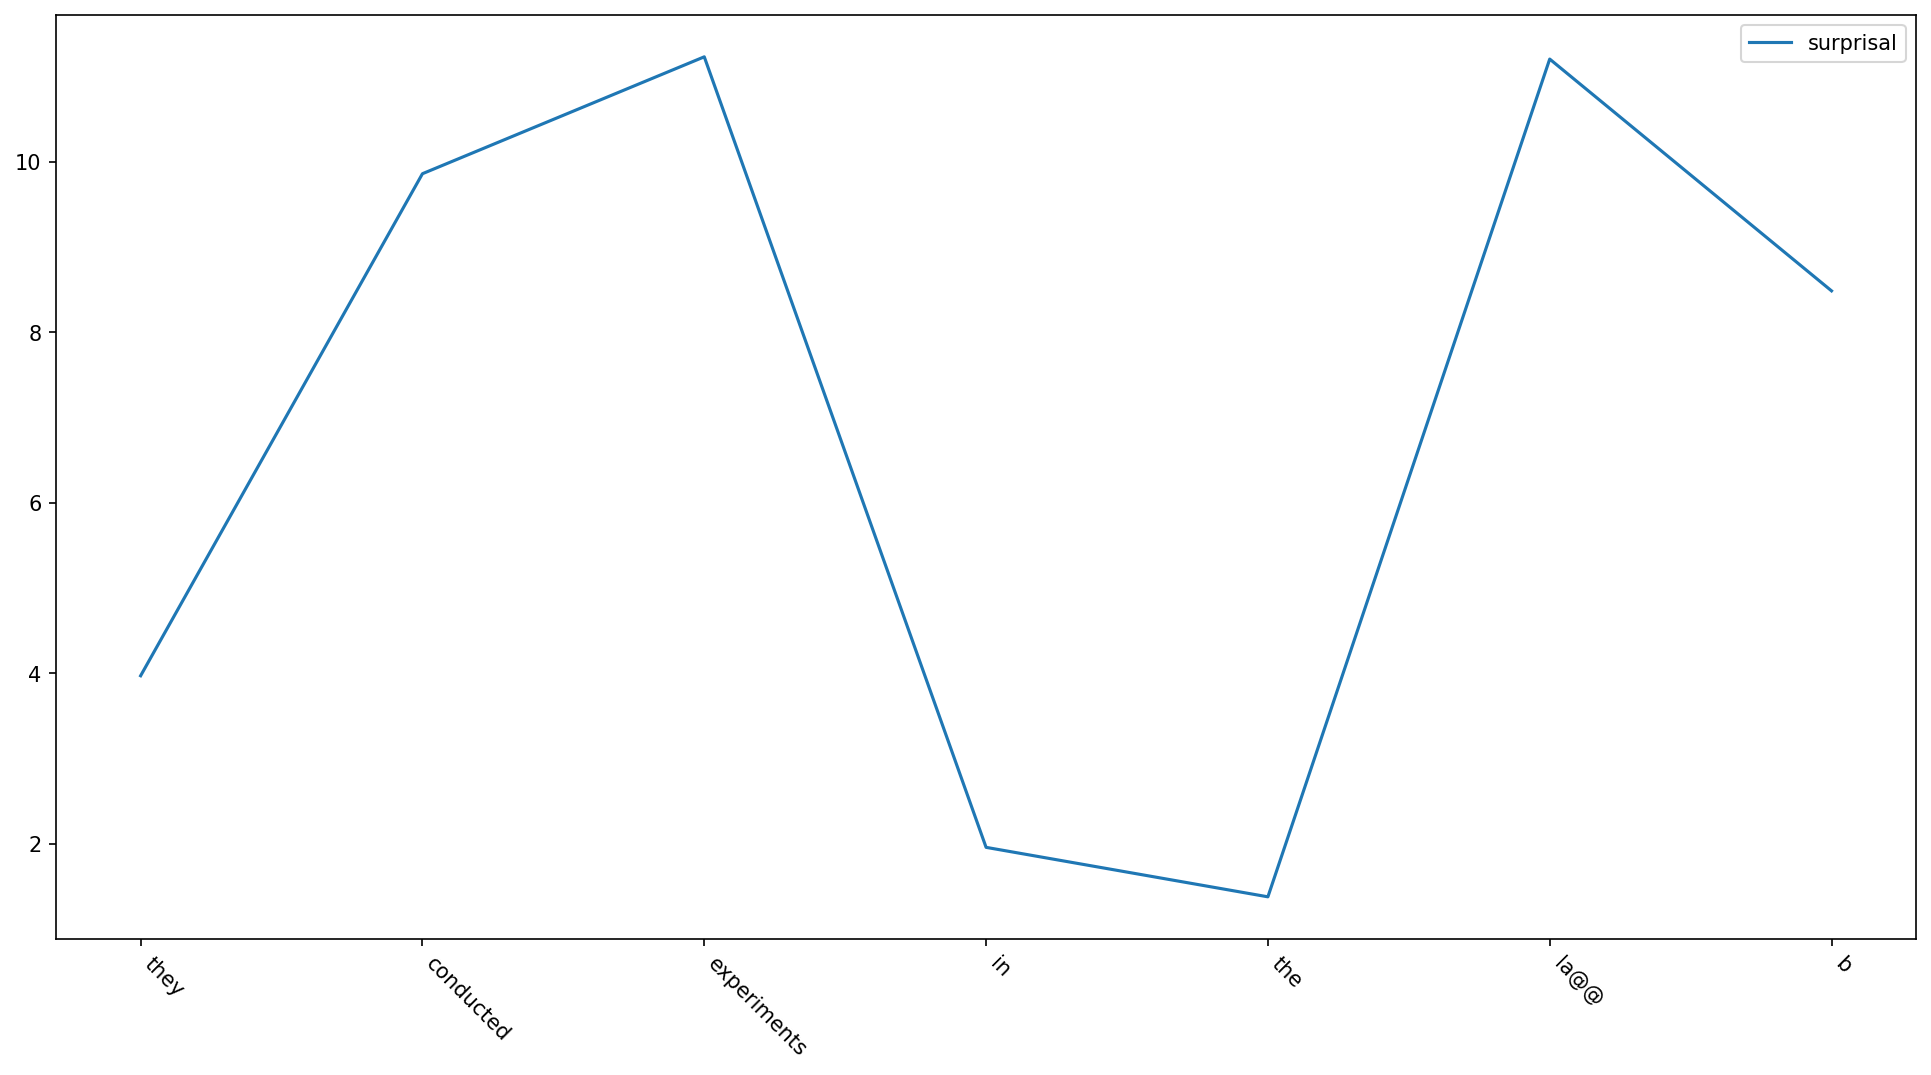 surprisal
10
8
6
4
2
they
conducted
experiments
in
the
la@@
b